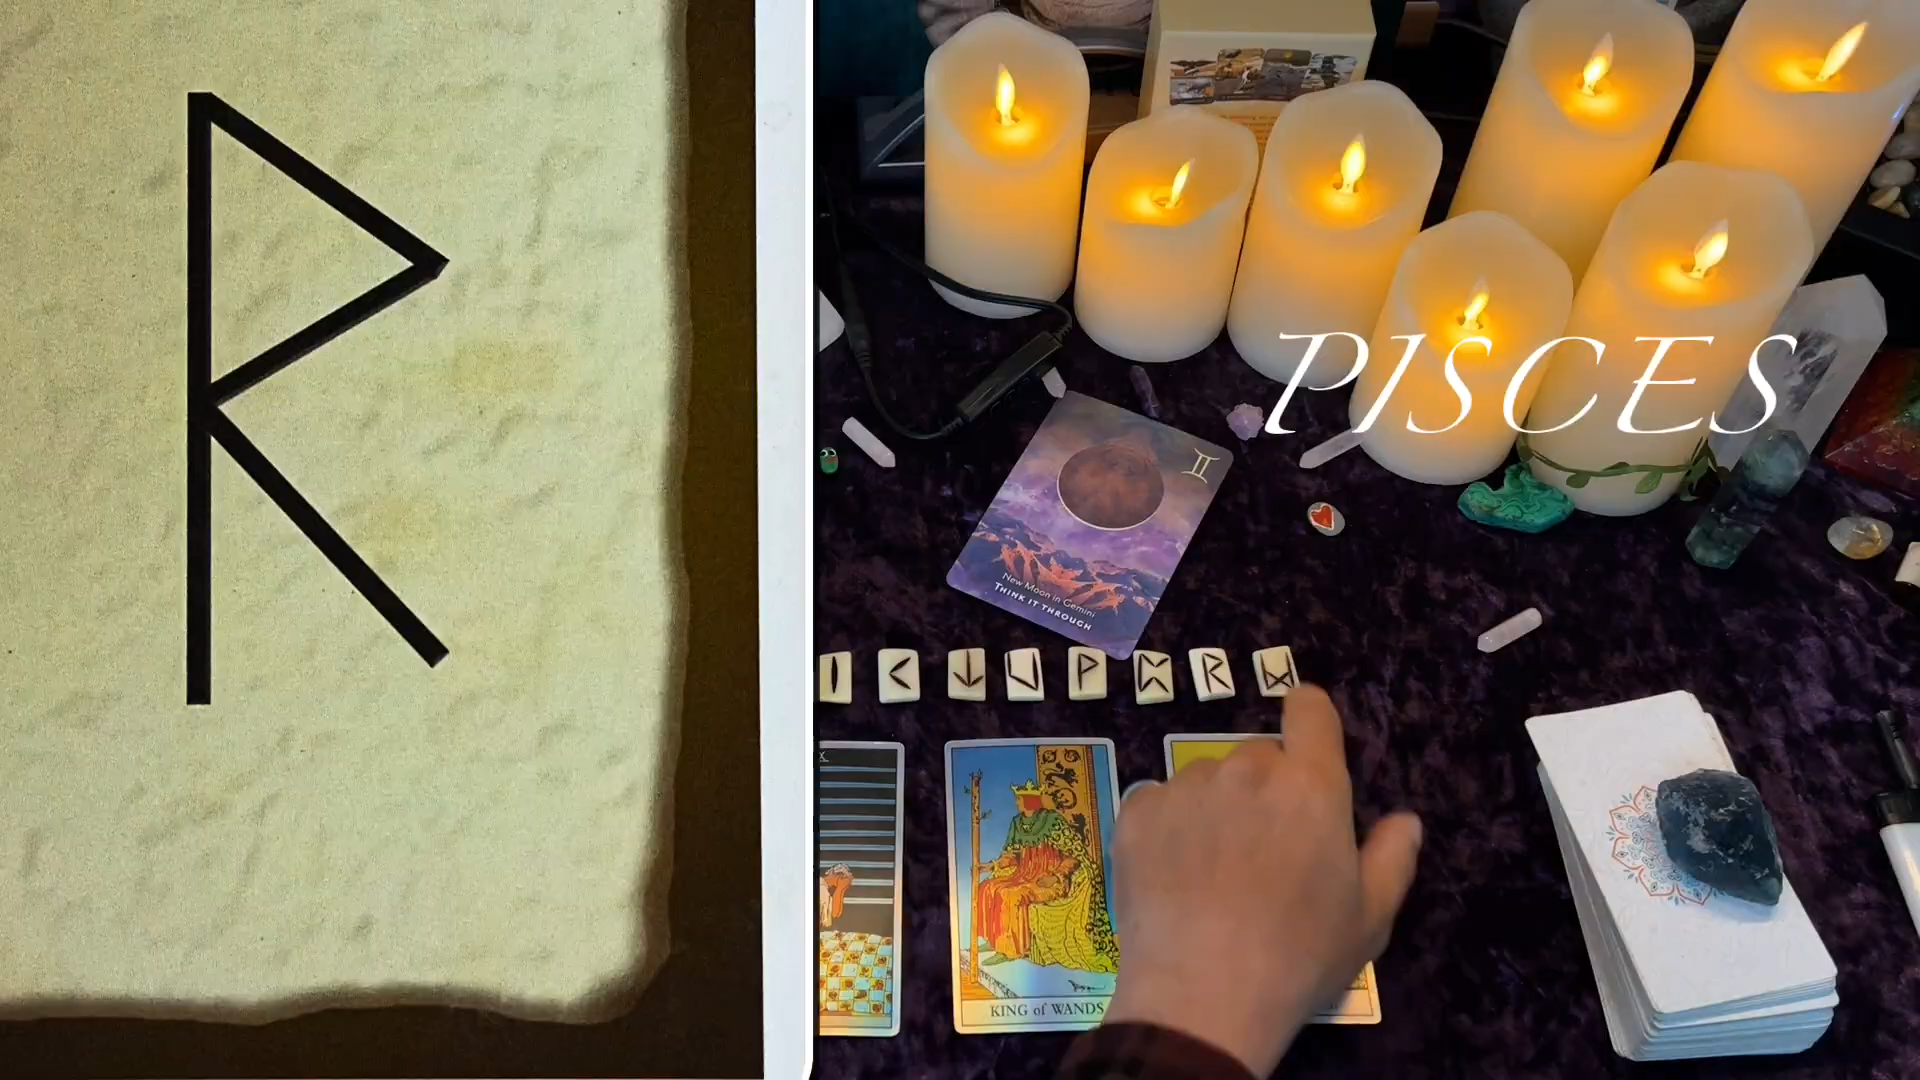 ᚱ
PISCES
New Moon in Gemini
THINK IT THROUGH
ᛁ ᚲ ᛏ ᚢ ᚹ ᛈ ᚱ ᛞ
KING of WANDS